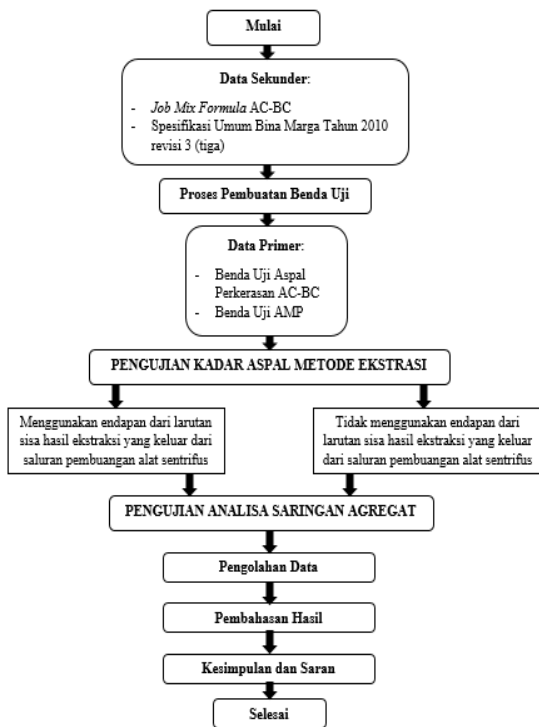 Mulai
Data Sekunder:
- Job Mix Formula AC-BC
- Spesifikasi Umum Bina Marga Tahun 2010
revisi 3 (tiga)
Proses Pembuatan Benda Uji
Data Primer:
- Benda Uji Aspal
Perkerasan AC-BC
- Benda Uji AMP
PENGUJIAN KADAR ASPAL METODE EKSTRASI
Menggunakan endapan dari larutan
sisa hasil ekstraksi yang keluar dari
saluran pembuangan alat sentrifus
Tidak menggunakan endapan dari
larutan sisa hasil ekstraksi yang keluar
dari saluran pembuangan alat sentrifus
PENGUJIAN ANALISA SARINGAN AGREGAT
Pengolahan Data
Pembahasan Hasil
Kesimpulan dan Saran
Selesai